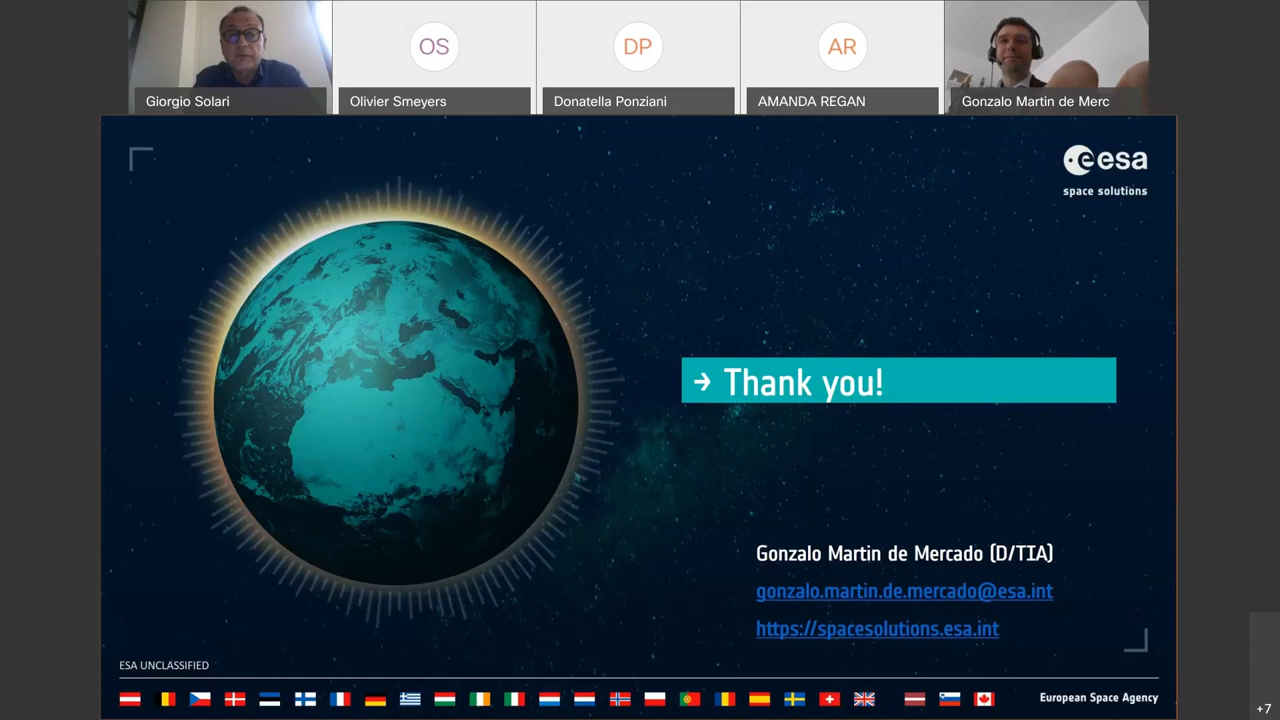 OS
DP
AR
Giorgio Solari
Olivier Smeyers
Donatella Ponziani
AMANDA REGAN
Gonzalo Martin de Merc
esa
space solutions
→ Thank you!
Gonzalo Martin de Mercado (D/TIA)
gonzalo.martin.de.mercado@esa.int
https://spacesolutions.esa.int
ESA UNCLASSIFIED
European Space Agency
+7